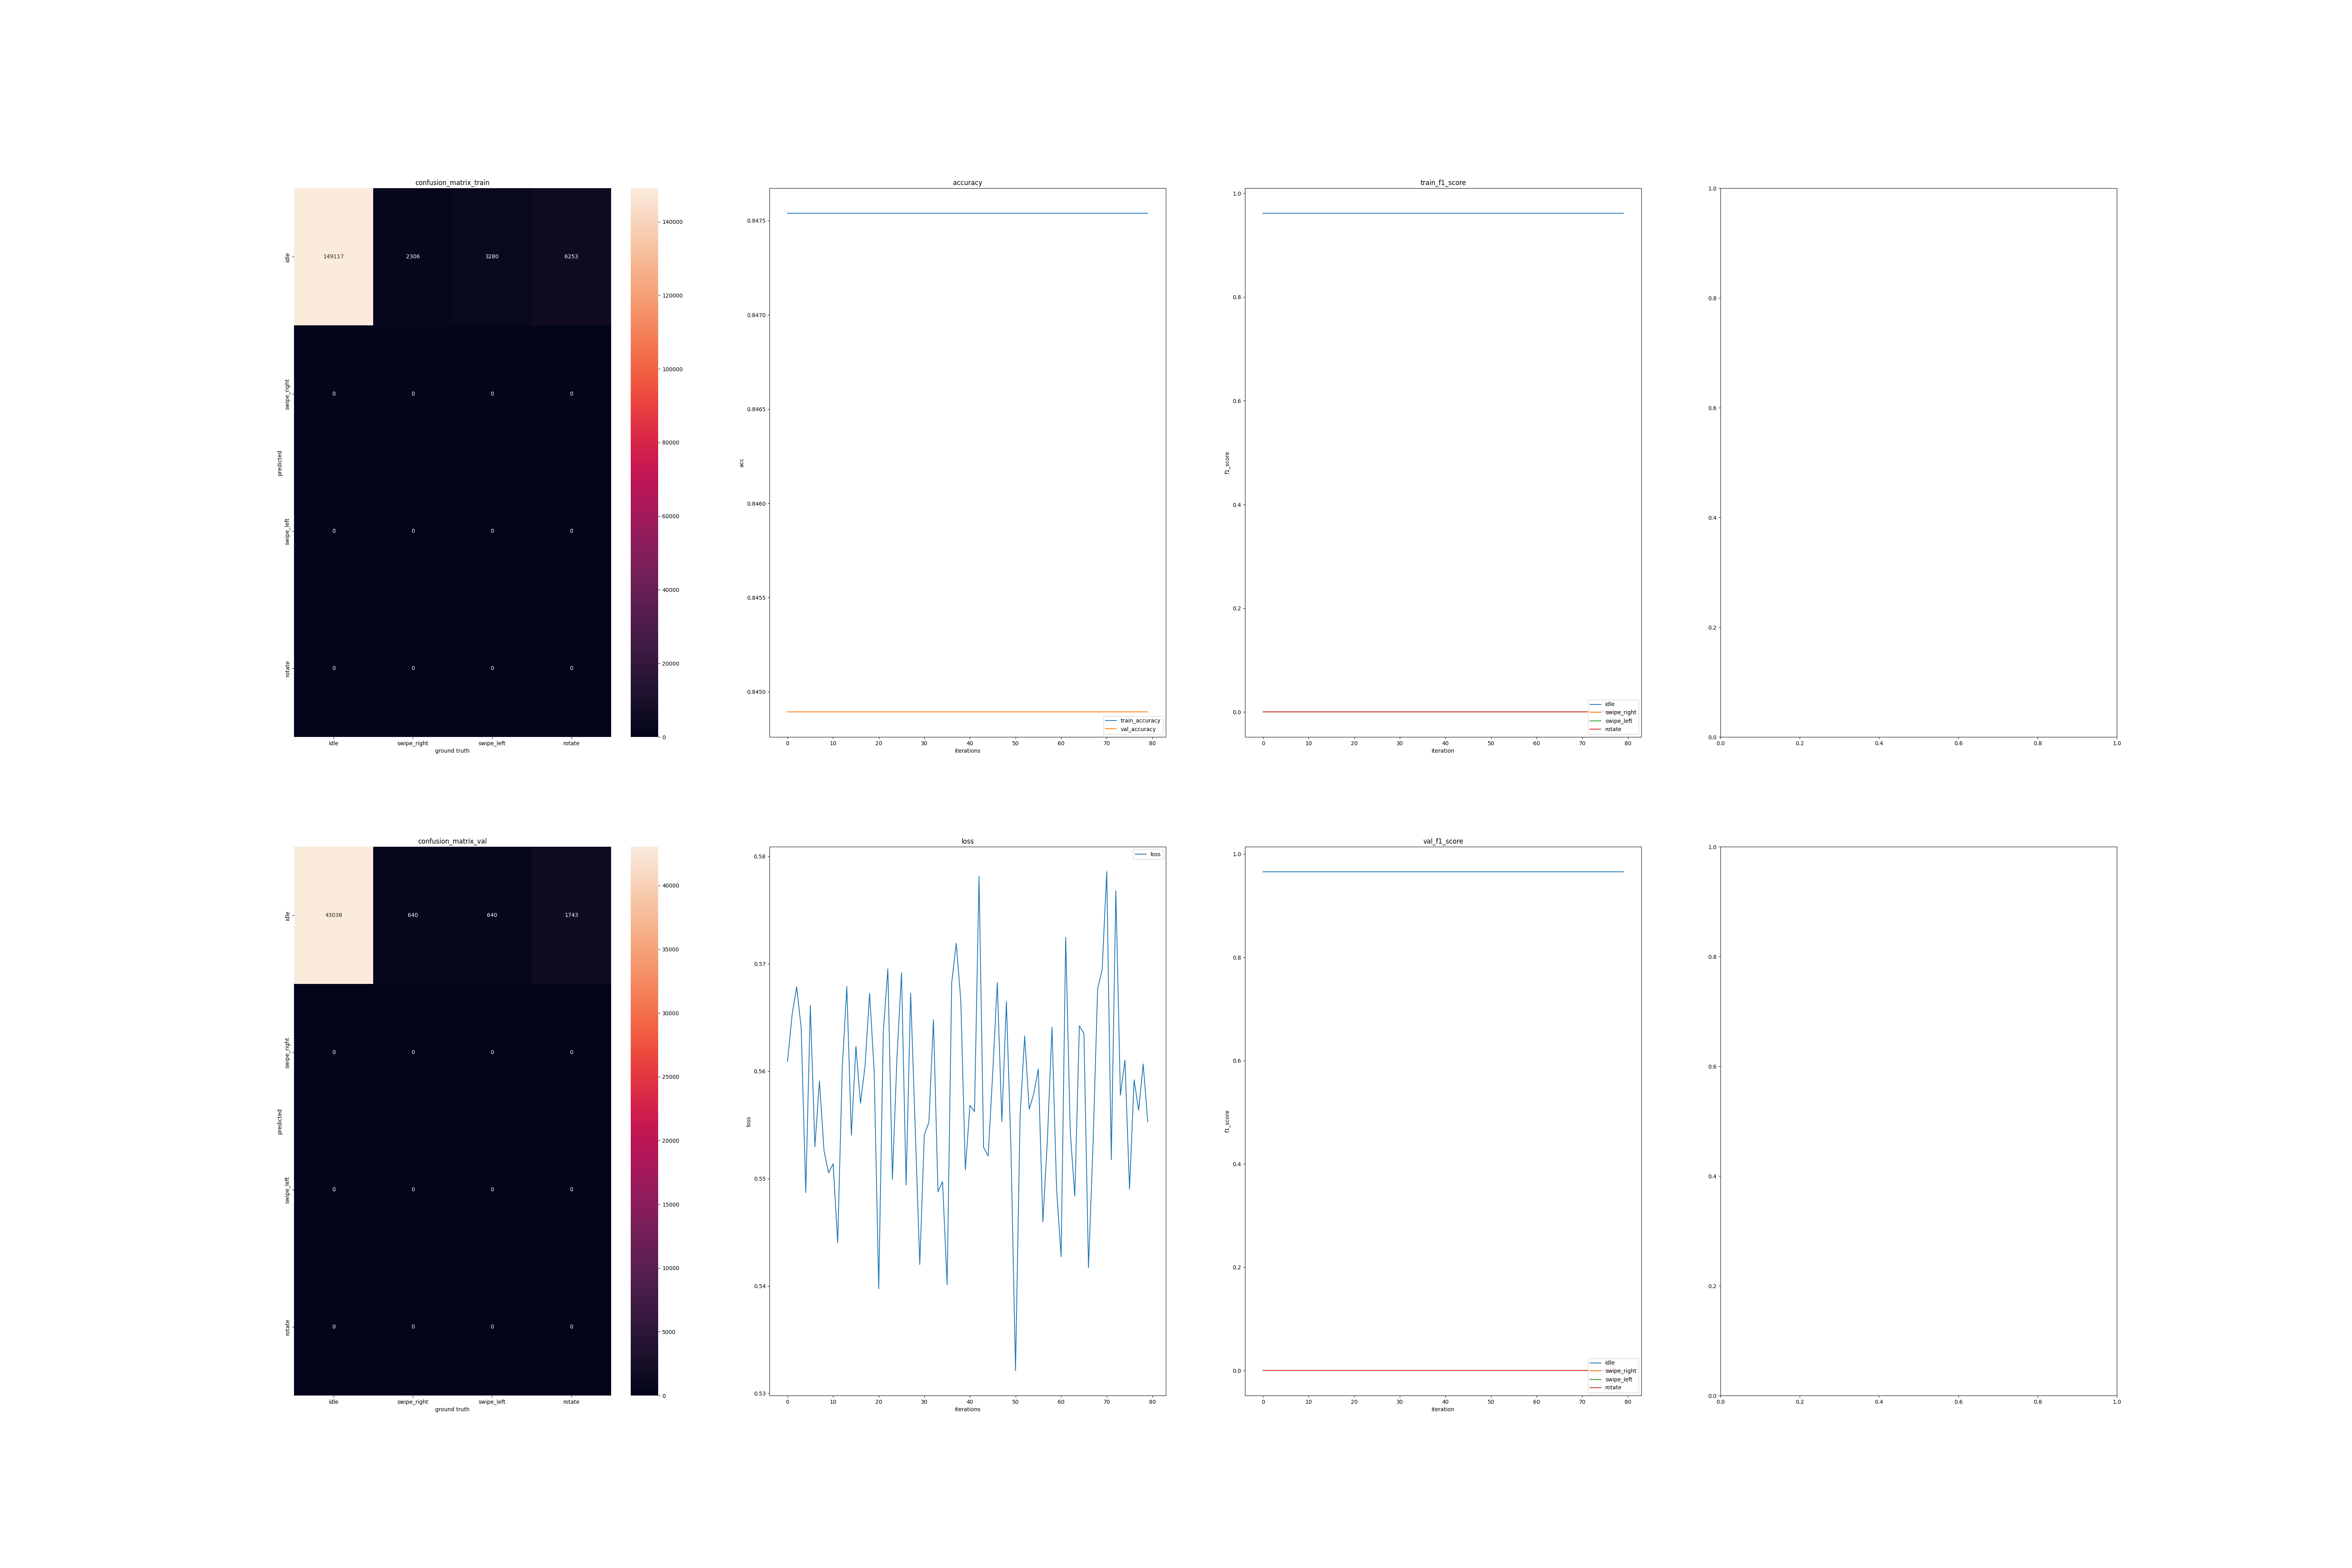 confusion_matrix_train
idle
swipe_right
swipe_left
rotate
predicted
149117 2306 3280 6253
0 0 0 0
0 0 0 0
0 0 0 0
idle swipe_right swipe_left rotate
ground truth
140000
120000
100000
80000
60000
40000
20000
0
accuracy
acc
0.8475
0.8470
0.8465
0.8460
0.8455
0.8450
train_accuracy
val_accuracy
0 10 20 30 40 50 60 70 80
iterations
train_f1_score
f1_score
1.0
0.8
0.6
0.4
0.2
0.0
idle
swipe_right
swipe_left
rotate
0 10 20 30 40 50 60 70 80
iteration
1.0
0.8
0.6
0.4
0.2
0.0
0.0 0.2 0.4 0.6 0.8 1.0
confusion_matrix_val
idle
swipe_right
swipe_left
rotate
predicted
43038 640 640 1743
0 0 0 0
0 0 0 0
0 0 0 0
idle swipe_right swipe_left rotate
ground truth
40000
35000
30000
25000
20000
15000
10000
5000
0
loss
loss
0.58
0.57
0.56
0.55
0.54
0.53
loss
0 10 20 30 40 50 60 70 80
iterations
val_f1_score
f1_score
1.0
0.8
0.6
0.4
0.2
0.0
idle
swipe_right
swipe_left
rotate
0 10 20 30 40 50 60 70 80
iteration
1.0
0.8
0.6
0.4
0.2
0.0
0.0 0.2 0.4 0.6 0.8 1.0